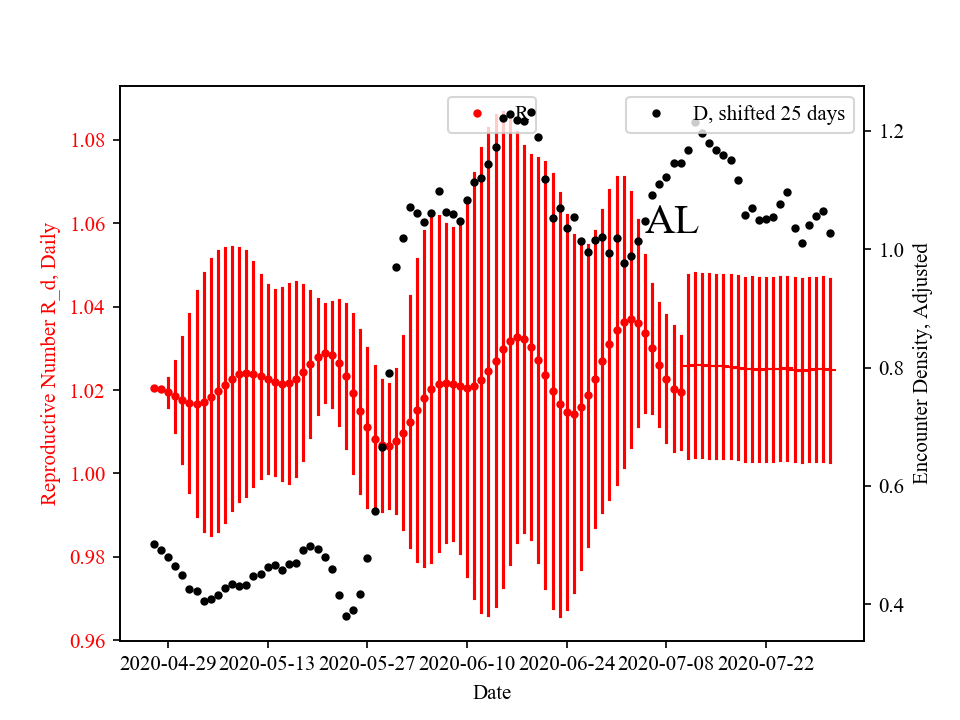 R
D, shifted 25 days
1.08
1.06
1.04
1.02
1.00
0.98
0.96
Reproductive Number R_d, Daily
AL
1.2
1.0
0.8
0.6
0.4
Encounter Density, Adjusted
2020-04-29 2020-05-13 2020-05-27 2020-06-10 2020-06-24 2020-07-08 2020-07-22
Date